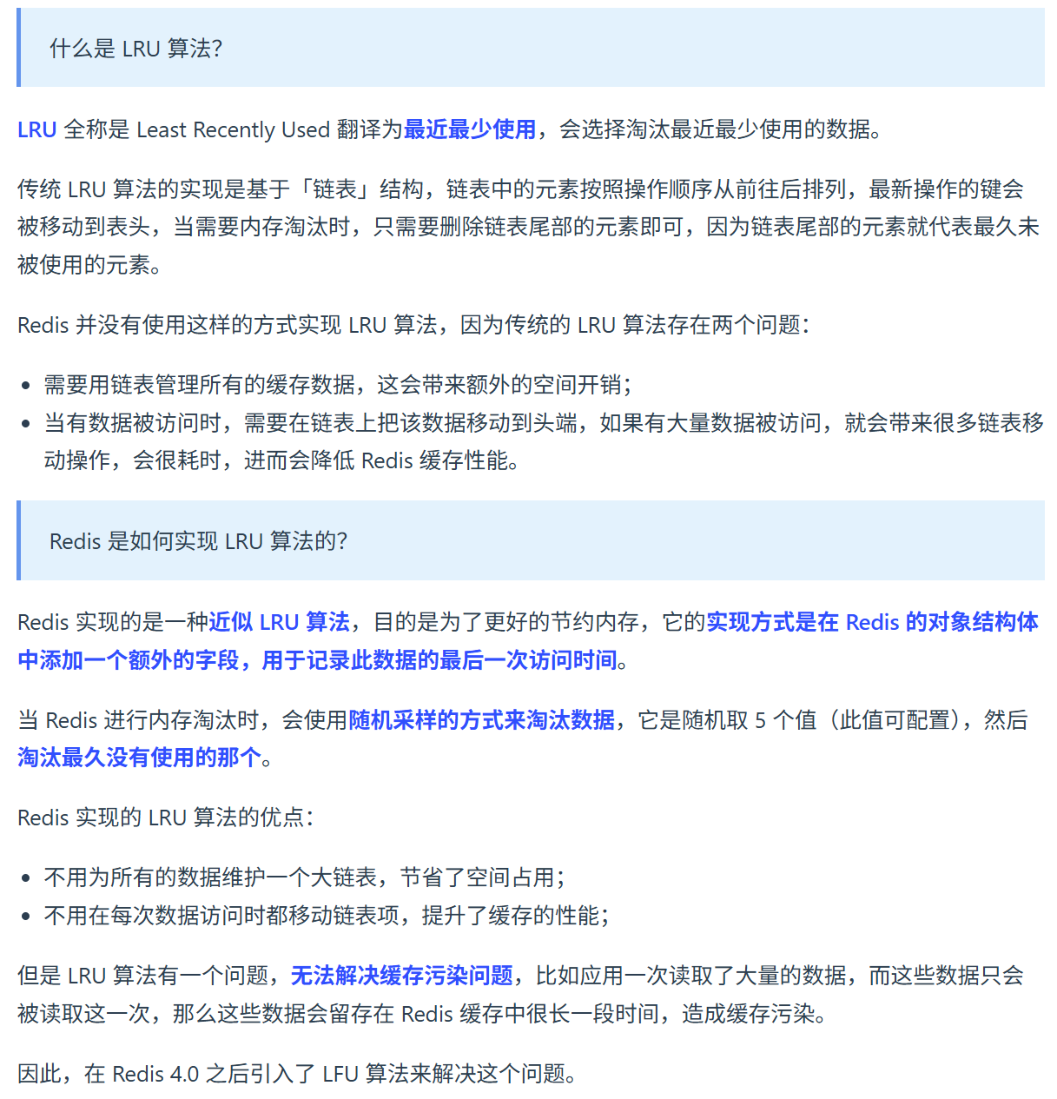 什么是 LRU 算法？
LRU 全称是 Least Recently Used 翻译为最近最少使用，会选择淘汰最近最少使用的数据。
传统 LRU 算法的实现是基于「链表」结构，链表中的元素按照操作顺序从前往后排列，最新操作的键会
被移动到表头，当需要内存淘汰时，只需要删除链表尾部的元素即可，因为链表尾部的元素就代表最久未
被使用的元素。
Redis 并没有使用这样的方式实现 LRU 算法，因为传统的 LRU 算法存在两个问题：
• 需要用链表管理所有的缓存数据，这会带来额外的空间开销；
• 当有数据被访问时，需要在链表上把该数据移动到头端，如果有大量数据被访问，就会带来很多链表移
动操作，会很耗时，进而会降低 Redis 缓存性能。
Redis 是如何实现 LRU 算法的？
Redis 实现的是一种近似 LRU 算法，目的是为了更好的节约内存，它的实现方式是在 Redis 的对象结构体
中添加一个额外的字段，用于记录此数据的最后一次访问时间。
当 Redis 进行内存淘汰时，会使用随机采样的方式来淘汰数据，它是随机取 5 个值（此值可配置），然后
淘汰最久没有使用的那个。
Redis 实现的 LRU 算法的优点：
• 不用为所有的数据维护一个大链表，节省了空间占用；
• 不用在每次数据访问时都移动链表项，提升了缓存的性能；
但是 LRU 算法有一个问题，无法解决缓存污染问题，比如应用一次读取了大量的数据，而这些数据只会
被读取这一次，那么这些数据会留存在 Redis 缓存中很长一段时间，造成缓存污染。
因此，在 Redis 4.0 之后引入了 LFU 算法来解决这个问题。